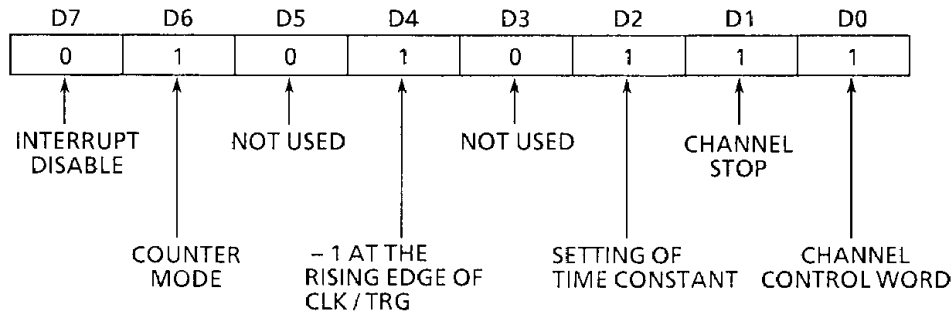 D7 D6 D5 D4 D3 D2 D1 D0
0 1 0 1 0 1 1 1
INTERRUPT
DISABLE
NOT USED
NOT USED
CHANNEL
STOP
COUNTER
MODE
– 1 AT THE
RISING EDGE OF
CLK / TRG
SETTING OF
TIME CONSTANT
CHANNEL
CONTROL WORD